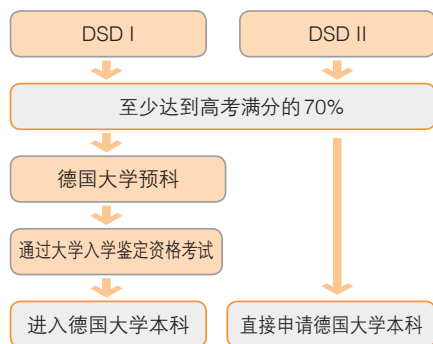 DSD I
DSD II
至少达到高考满分的70%
德国大学预科
通过大学入学鉴定资格考试
进入德国大学本科
直接申请德国大学本科